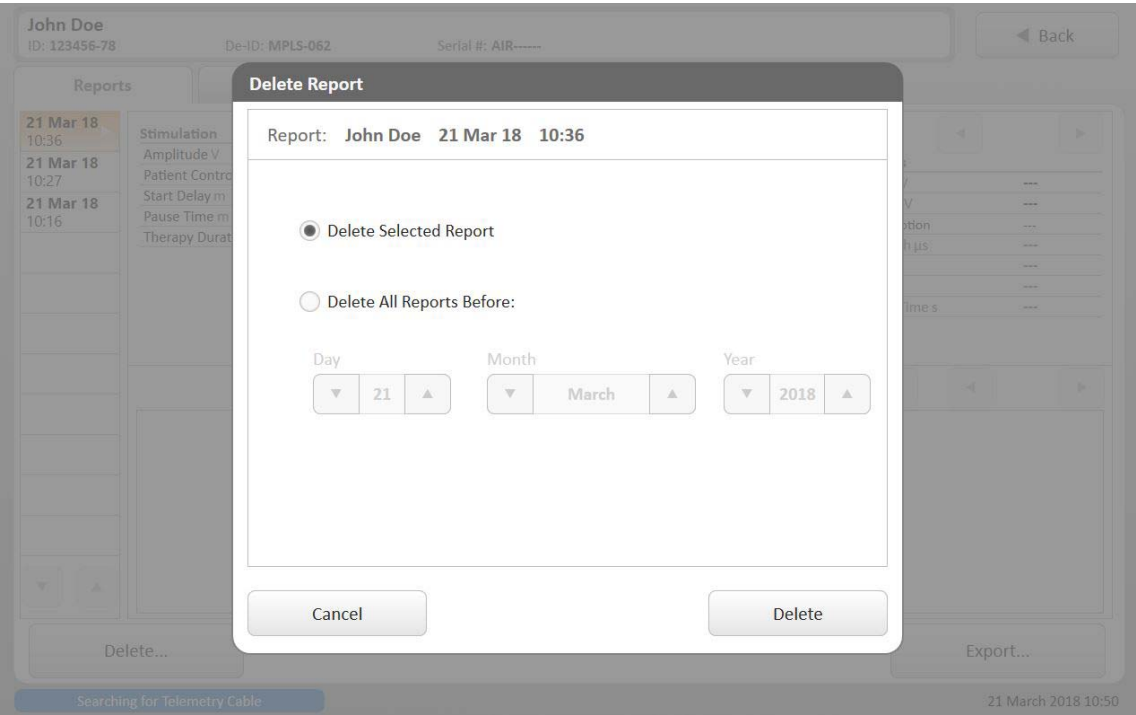 John Doe
ID: 123456-78 De-ID: MPLS-062 Serial #: AIR------
◀ Back
Reports
Delete Report
21 Mar 18
10:36
21 Mar 18
10:27
21 Mar 18
10:16
Stimulation
Amplitude V
Patient Contro
Start Delay m
Pause Time m
Therapy Durat
Report: John Doe 21 Mar 18 10:36
Delete Selected Report
Delete All Reports Before:
Day Month Year
▼ 21 ▲ ▼ March ▲ ▼ 2018 ▲
---
V ---
ption ---
h µs ---
---
---
Time s ---
Cancel Delete
Delete... Export...
Searching for Telemetry Cable 21 March 2018 10:50